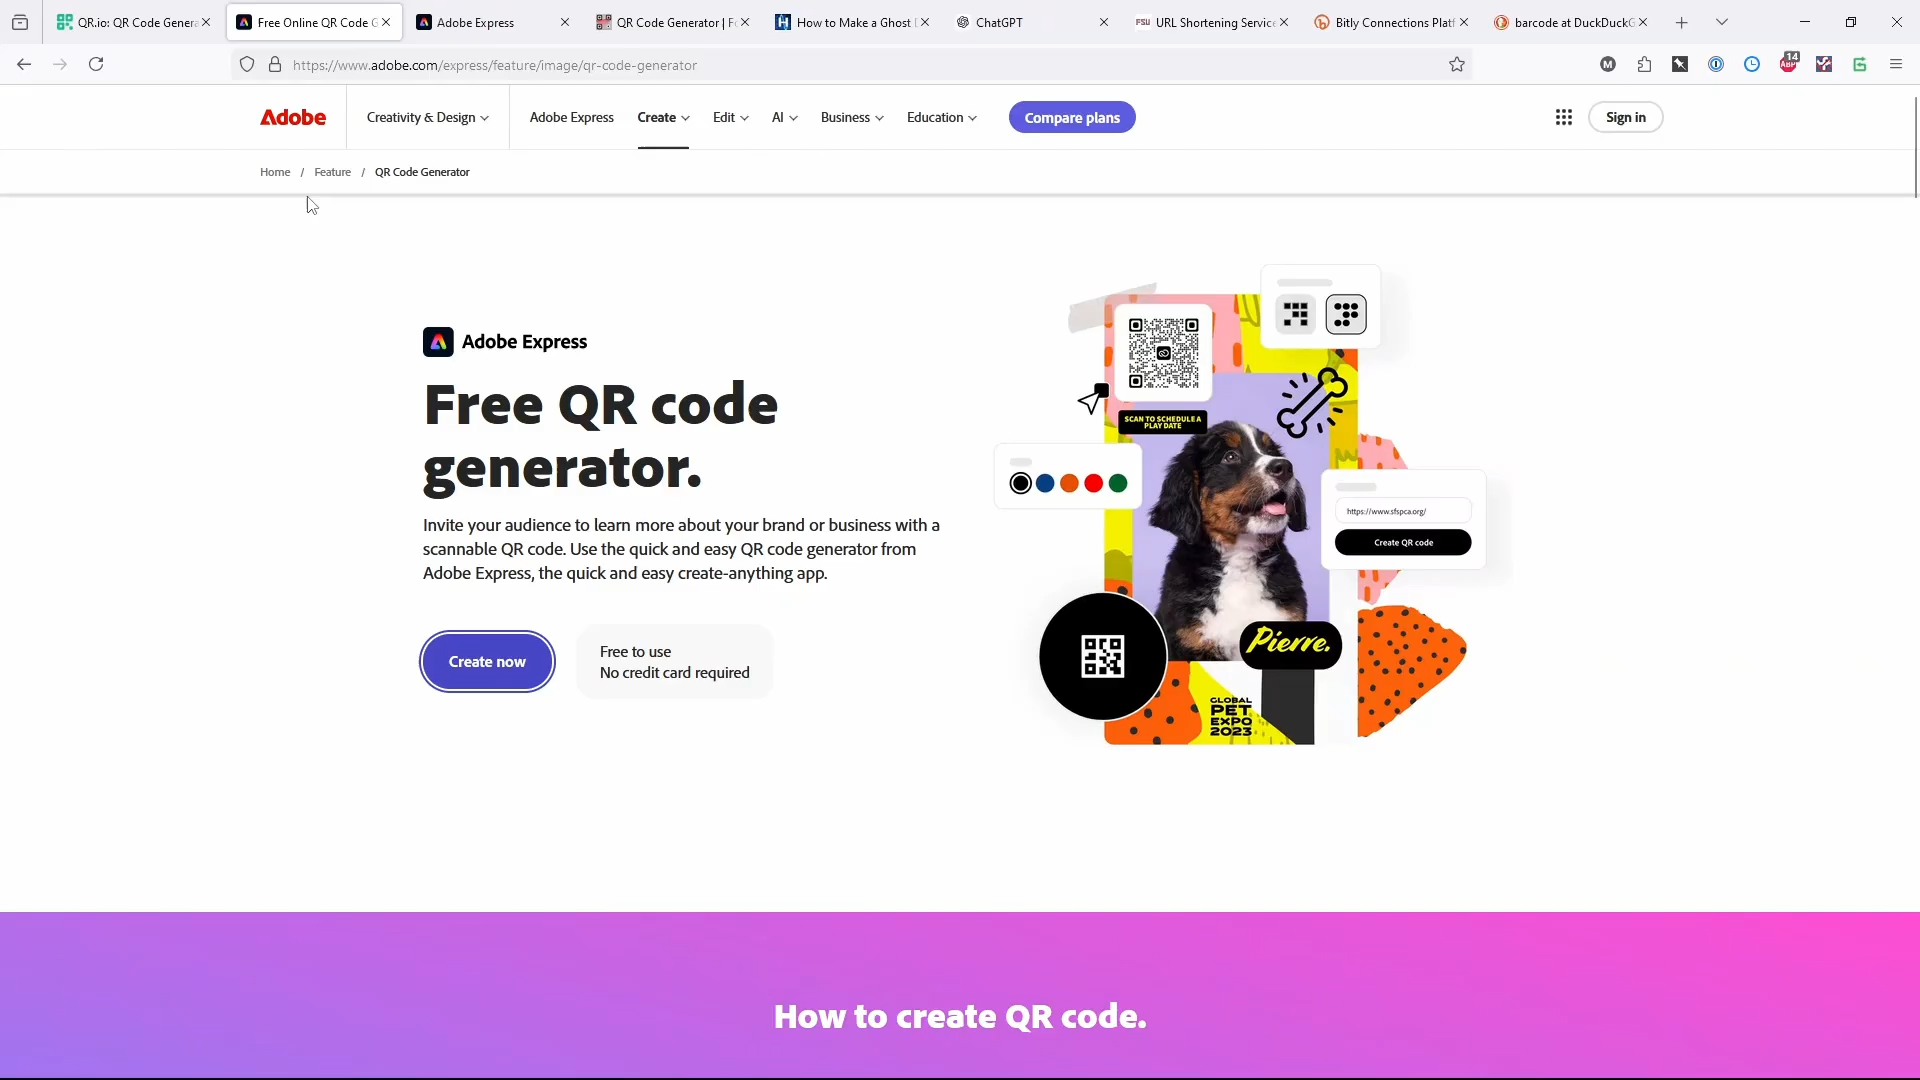 QR.io: QR Code Genera
Free Online QR Code G
Adobe Express
QR Code Generator | F
How to Make a Ghost
ChatGPT
FSU URL Shortening Service
Bitly Connections Platf
barcode at DuckDuckG
https://www.adobe.com/express/feature/image/qr-code-generator
M
14
ABP
Adobe
Creativity & Design
Adobe Express
Create
Edit
AI
Business
Education
Compare plans
Sign in
Home / Feature / QR Code Generator
Adobe Express
Free QR code
generator.
Invite your audience to learn more about your brand or business with a
scannable QR code. Use the quick and easy QR code generator from
Adobe Express, the quick and easy create-anything app.
Create now
Free to use
No credit card required
SCAN TO SCHEDULE A
PLAY DATE
https://www.sfspca.org/
Create QR code
Pierre.
GLOBAL
PET
EXPO
2023
How to create QR code.